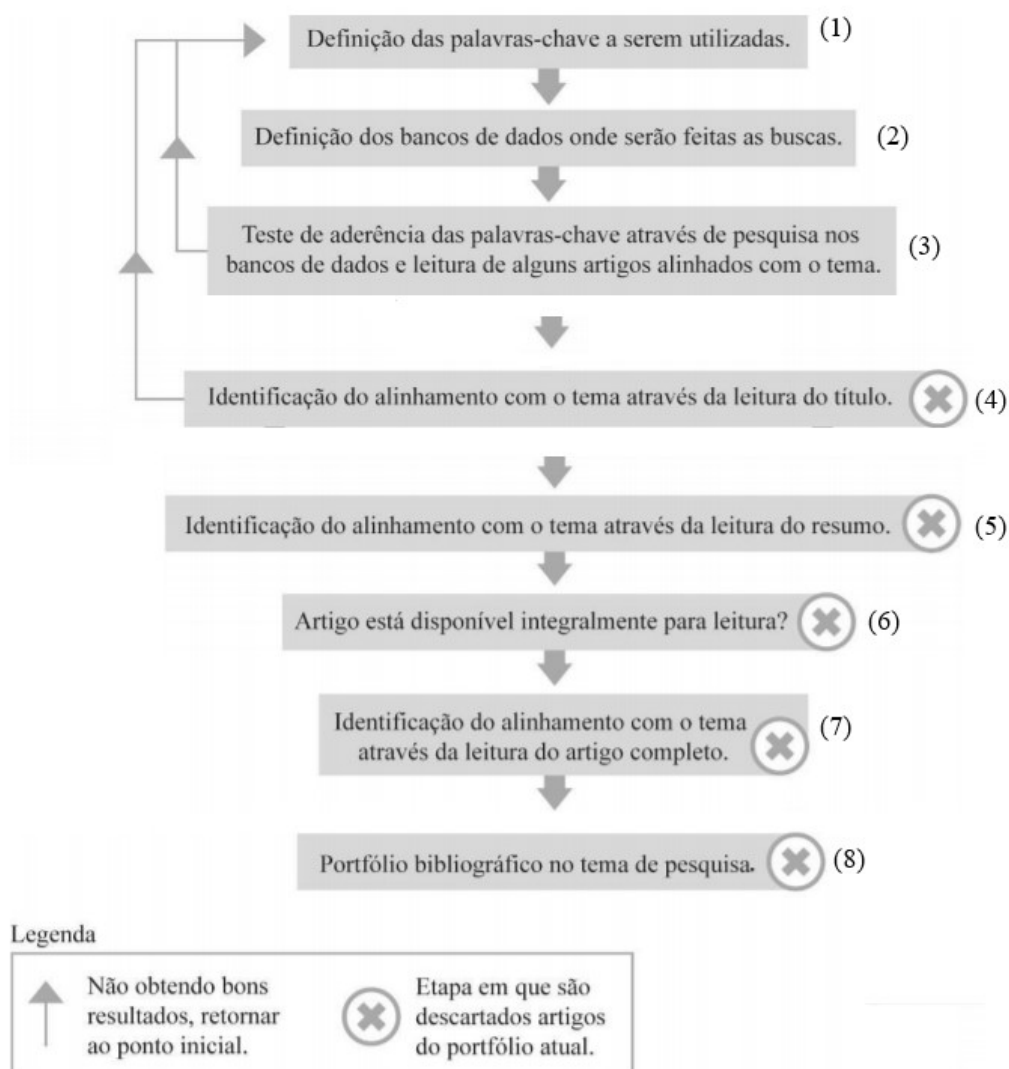 Definição das palavras-chave a serem utilizadas. (1)
Definição dos bancos de dados onde serão feitas as buscas. (2)
Teste de aderência das palavras-chave através de pesquisa nos
bancos de dados e leitura de alguns artigos alinhados com o tema. (3)
Identificação do alinhamento com o tema através da leitura do título. (4)
Identificação do alinhamento com o tema através da leitura do resumo. (5)
Artigo está disponível integralmente para leitura? (6)
Identificação do alinhamento com o tema
através da leitura do artigo completo. (7)
Portfólio bibliográfico no tema de pesquisa. (8)
Legenda
Não obtendo bons
resultados, retornar
ao ponto inicial.
Etapa em que são
descartados artigos
do portfólio atual.